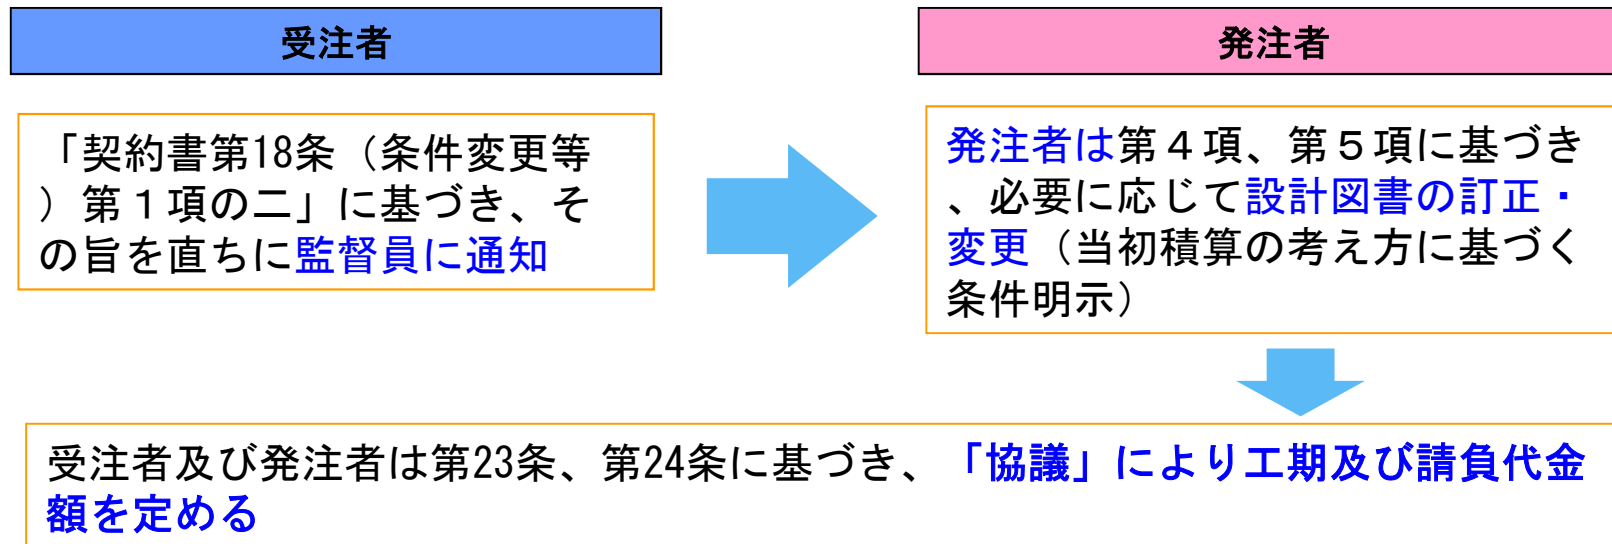 受注者
発注者
「契約書第18条（条件変更等
）第１項の二」に基づき、そ
の旨を直ちに監督員に通知
発注者は第４項、第５項に基づき
、必要に応じて設計図書の訂正・
変更（当初積算の考え方に基づく
条件明示）
受注者及び発注者は第23条、第24条に基づき、「協議」により工期及び請負代金
額を定める